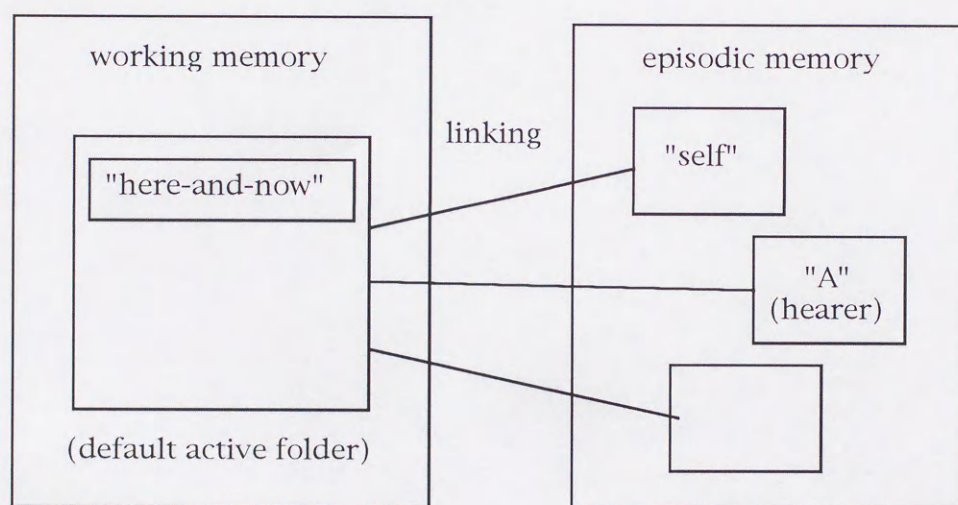 working memory
episodic memory
linking
"self"
"here-and-now"
"A"
(hearer)
(default active folder)